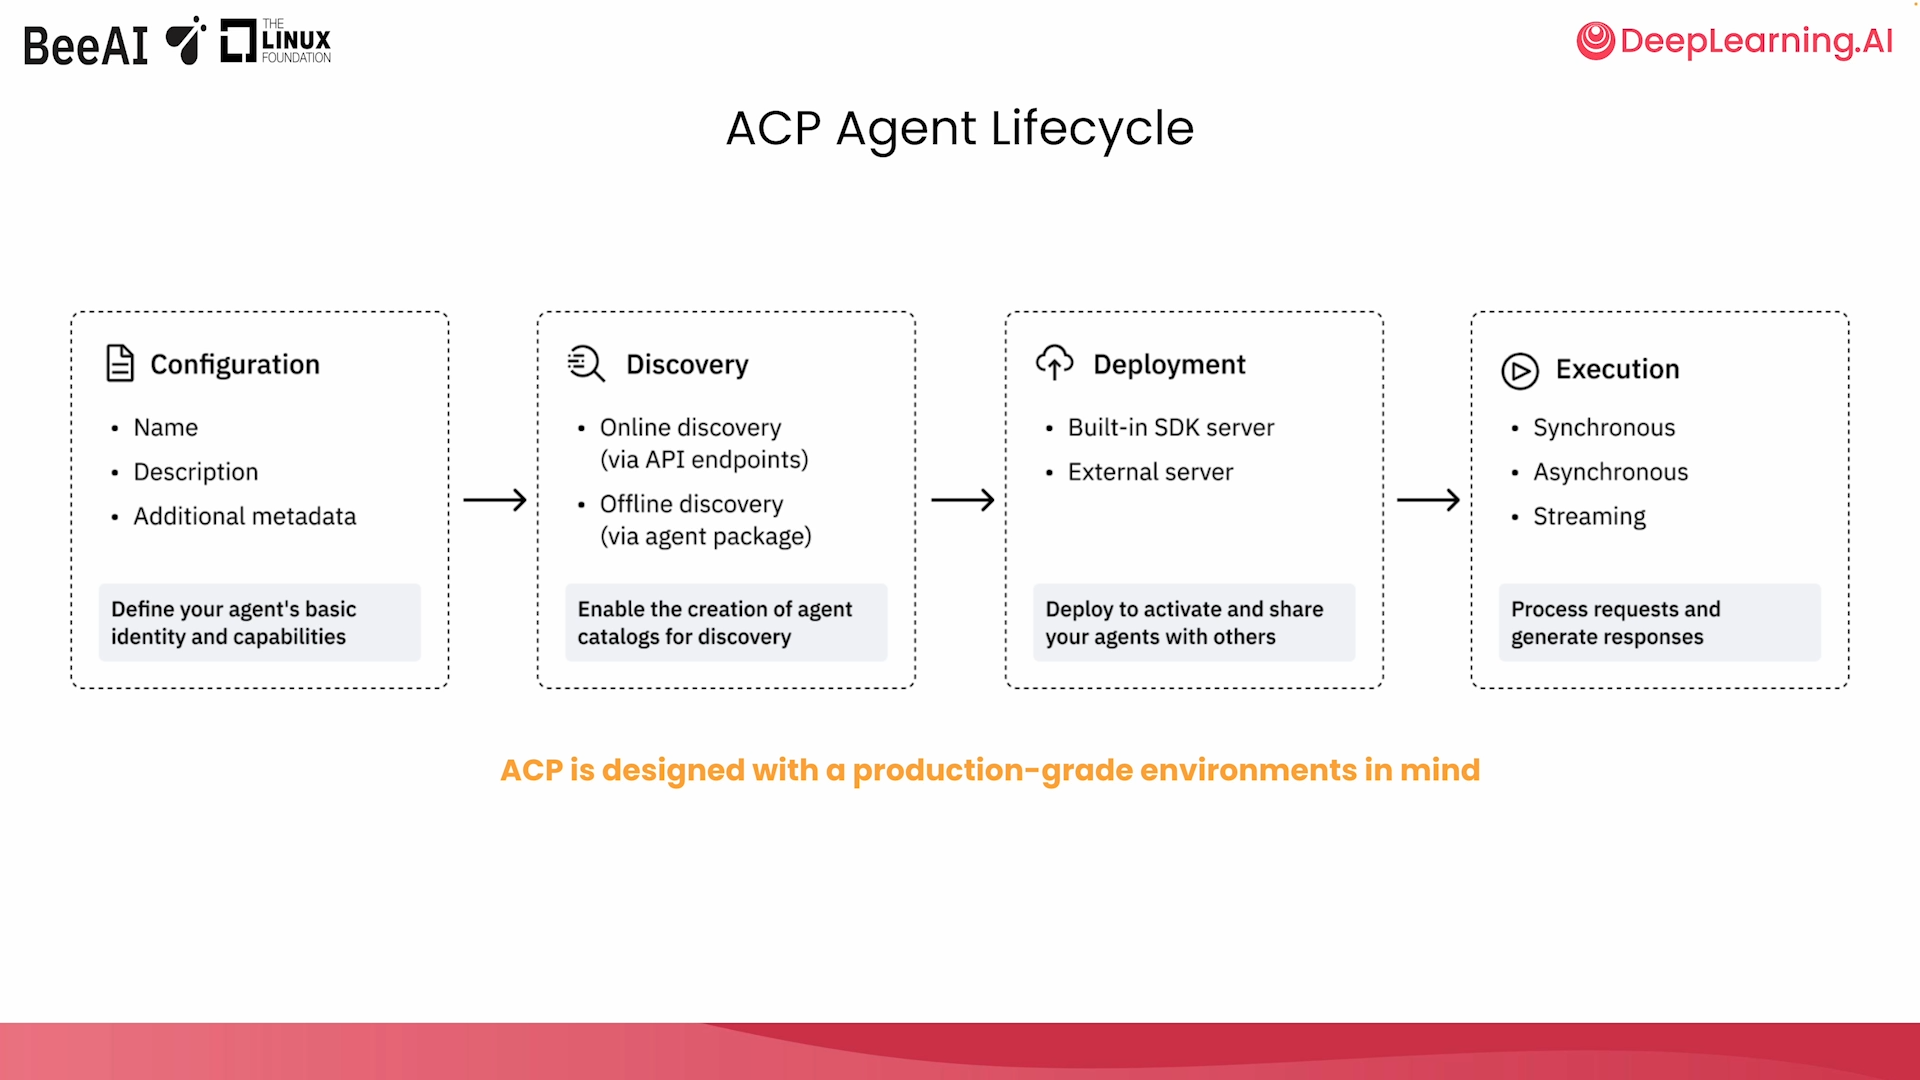 BeeAI
THE
LINUX
FOUNDATION
DeepLearning.AI
ACP Agent Lifecycle
Configuration
• Name
• Description
• Additional metadata
Define your agent's basic
identity and capabilities
Discovery
• Online discovery
(via API endpoints)
• Offline discovery
(via agent package)
Enable the creation of agent
catalogs for discovery
Deployment
• Built-in SDK server
• External server
Deploy to activate and share
your agents with others
Execution
• Synchronous
• Asynchronous
• Streaming
Process requests and
generate responses
ACP is designed with a production-grade environments in mind